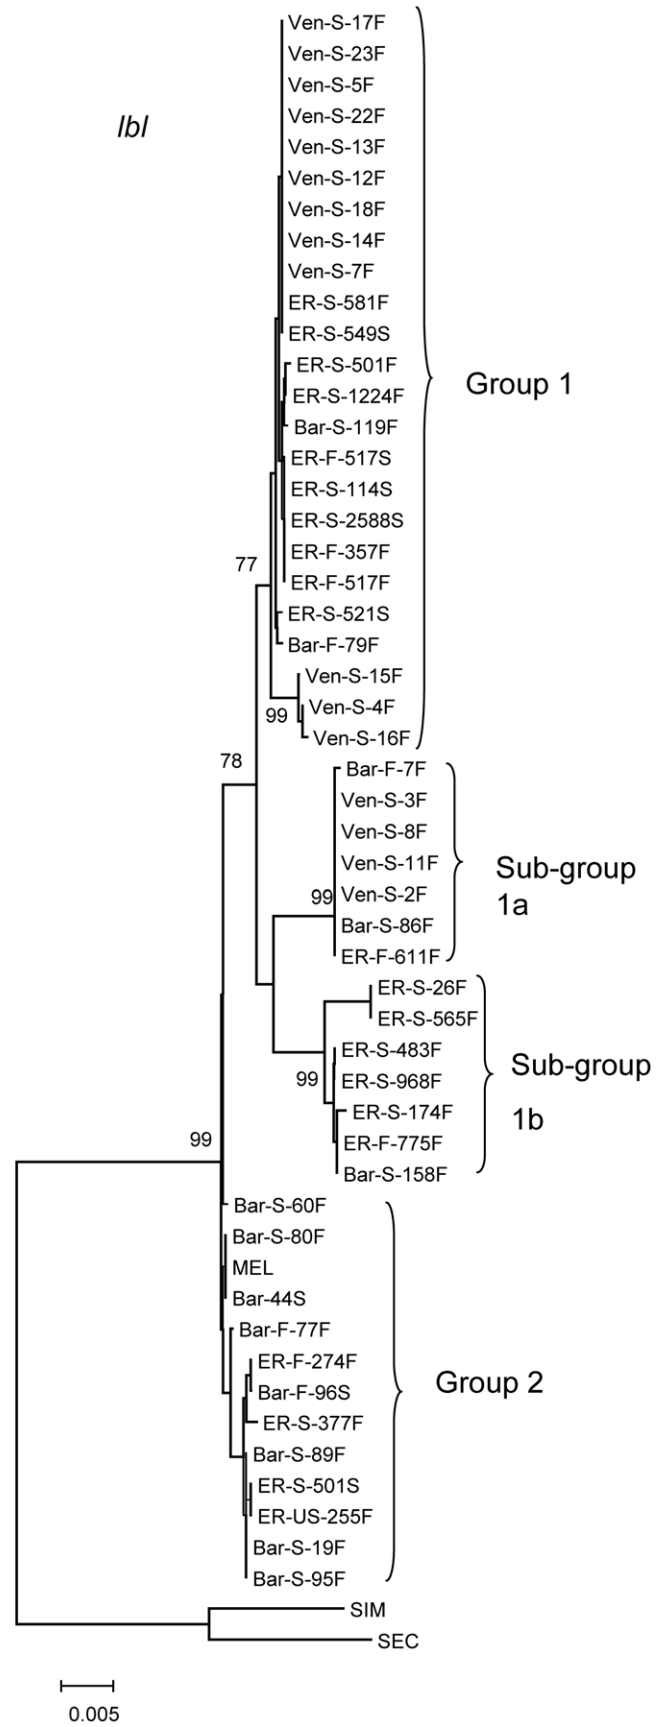 lbl
Ven-S-17F
Ven-S-23F
Ven-S-5F
Ven-S-22F
Ven-S-13F
Ven-S-12F
Ven-S-18F
Ven-S-14F
Ven-S-7F
ER-S-581F
ER-S-549S
ER-S-501F
ER-S-1224F
Bar-S-119F
ER-F-517S
ER-S-114S
ER-S-2588S
ER-F-357F
ER-F-517F
ER-S-521S
Bar-F-79F
Ven-S-15F
Ven-S-4F
Ven-S-16F
Group 1
77
99
78
Bar-F-7F
Ven-S-3F
Ven-S-8F
Ven-S-11F
Ven-S-2F
Bar-S-86F
ER-F-611F
99
Sub-group
1a
ER-S-26F
ER-S-565F
ER-S-483F
ER-S-968F
ER-S-174F
ER-F-775F
Bar-S-158F
99
Sub-group
1b
99
Bar-S-60F
Bar-S-80F
MEL
Bar-44S
Bar-F-77F
ER-F-274F
Bar-F-96S
ER-S-377F
Bar-S-89F
ER-S-501S
ER-US-255F
Bar-S-19F
Bar-S-95F
Group 2
SIM
SEC
0.005